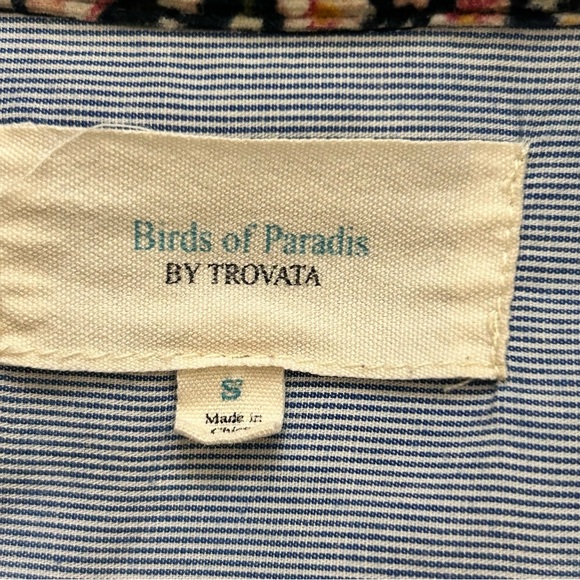 Birds of Paradis
BY TROVATA
S
Made in